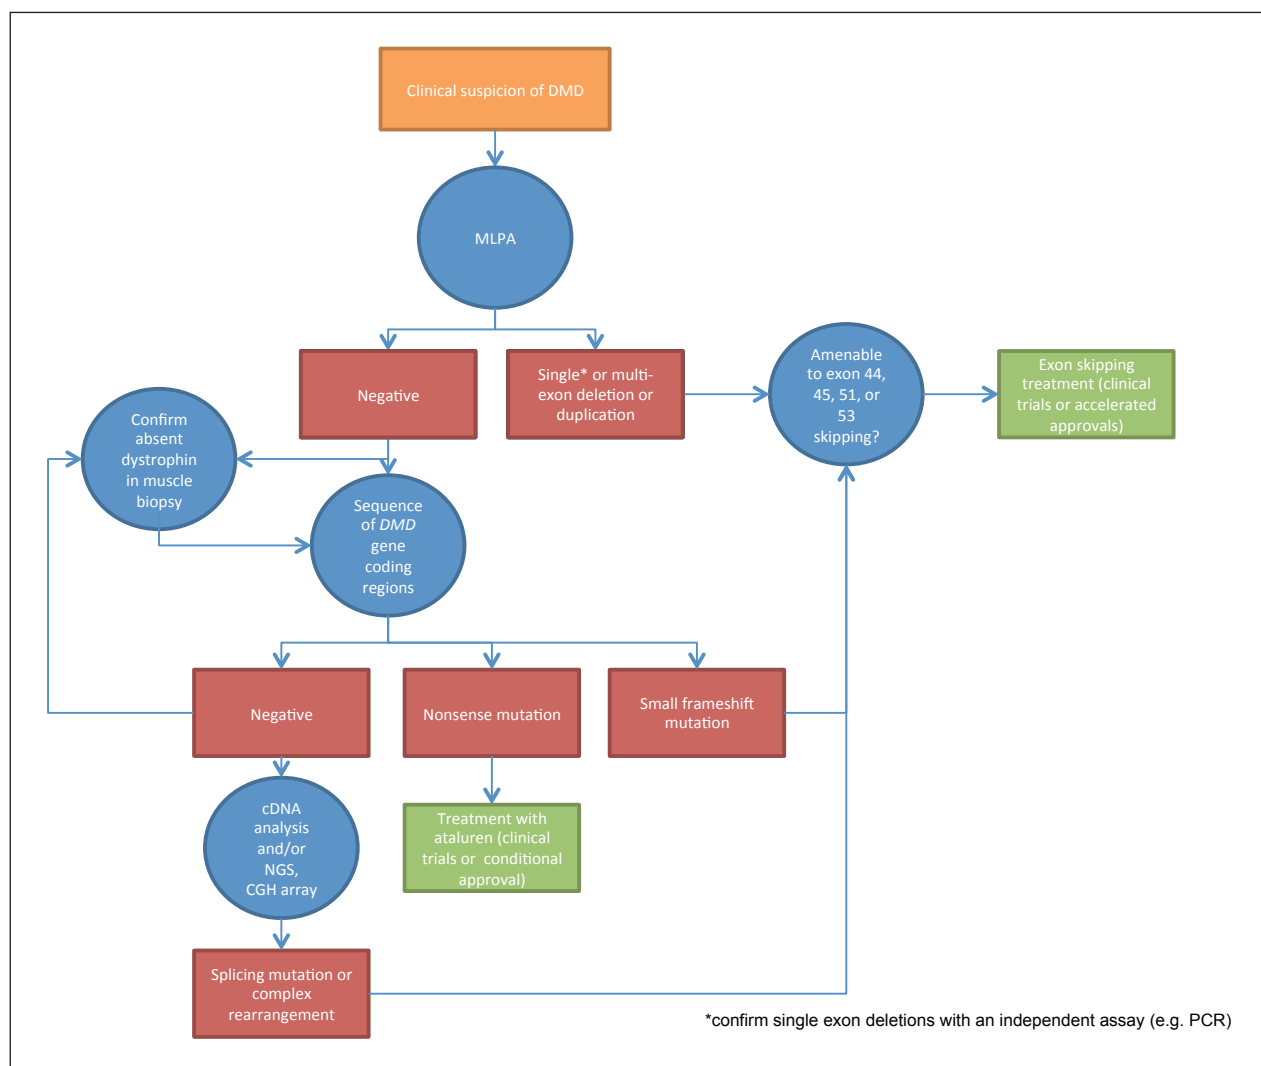 Clinical suspicion of DMD
MLPA
Negative
Single* or multi-
exon deletion or
duplication
Amenable
to exon 44,
45, 51, or
53
skipping?
Exon skipping
treatment (clinical
trials or accelerated
approvals)
Confirm
absent
dystrophin
in muscle
biopsy
Sequence
of DMD
gene
coding
regions
Negative
Nonsense mutation
Small frameshift
mutation
cDNA
analysis
and/or
NGS,
CGH array
Treatment with
ataluren (clinical
trials or conditional
approval)
Splicing mutation or
complex
rearrangement
*confirm single exon deletions with an independent assay (e.g. PCR)